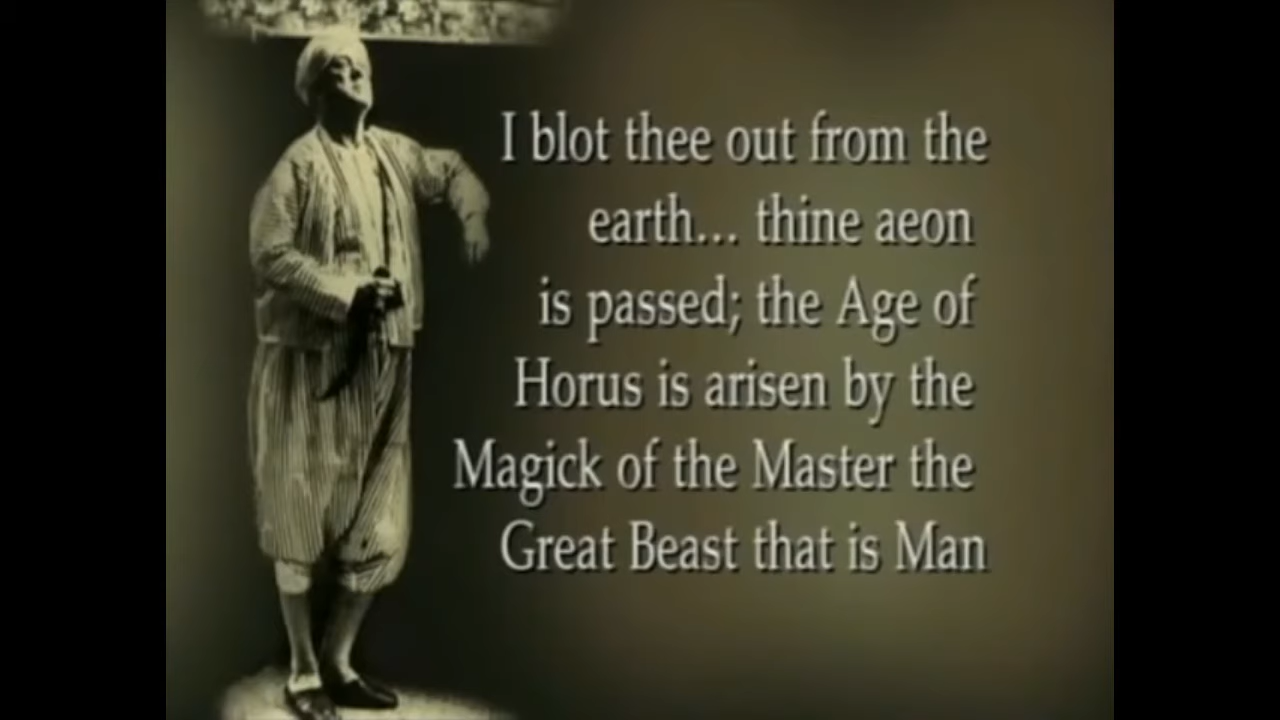 I blot thee out from the
earth... thine aeon
is passed; the Age of
Horus is arisen by the
Magick of the Master the
Great Beast that is Man